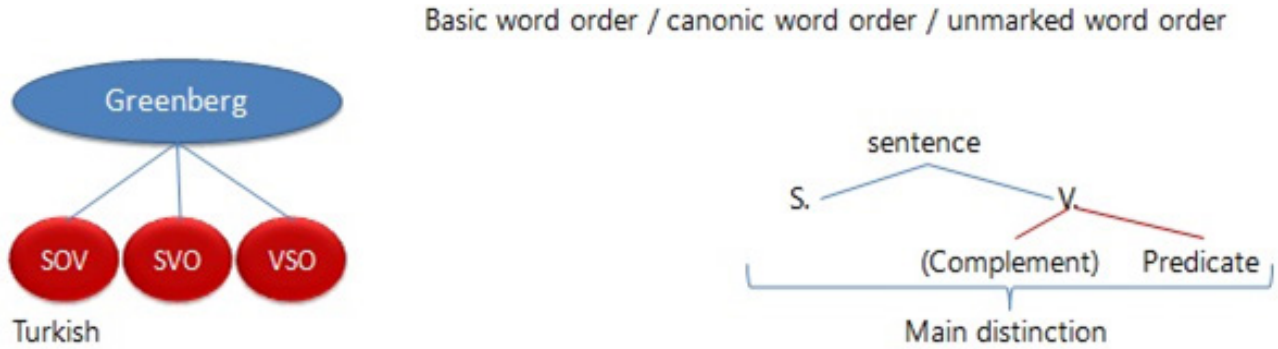 Basic word order / canonic word order / unmarked word order
Greenberg
SOV SVO VSO
Turkish
sentence
S. V.
(Complement) Predicate
Main distinction